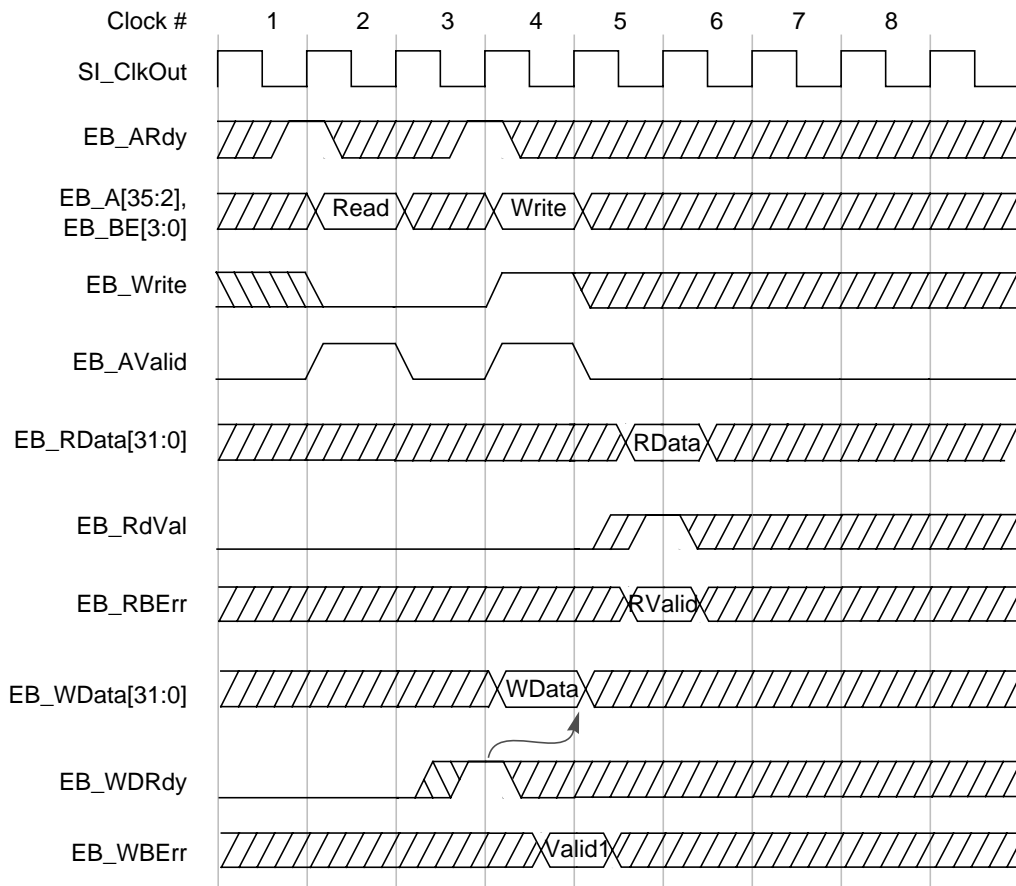 Clock # 1 2 3 4 5 6 7 8
SI_ClkOut
EB_ARdy
EB_A[35:2],
EB_BE[3:0]
Read Write
EB_Write
EB_AValid
EB_RData[31:0] RData
EB_RdVal
EB_RBErr RValid
EB_WData[31:0] WData
EB_WDRdy
EB_WBErr Valid1